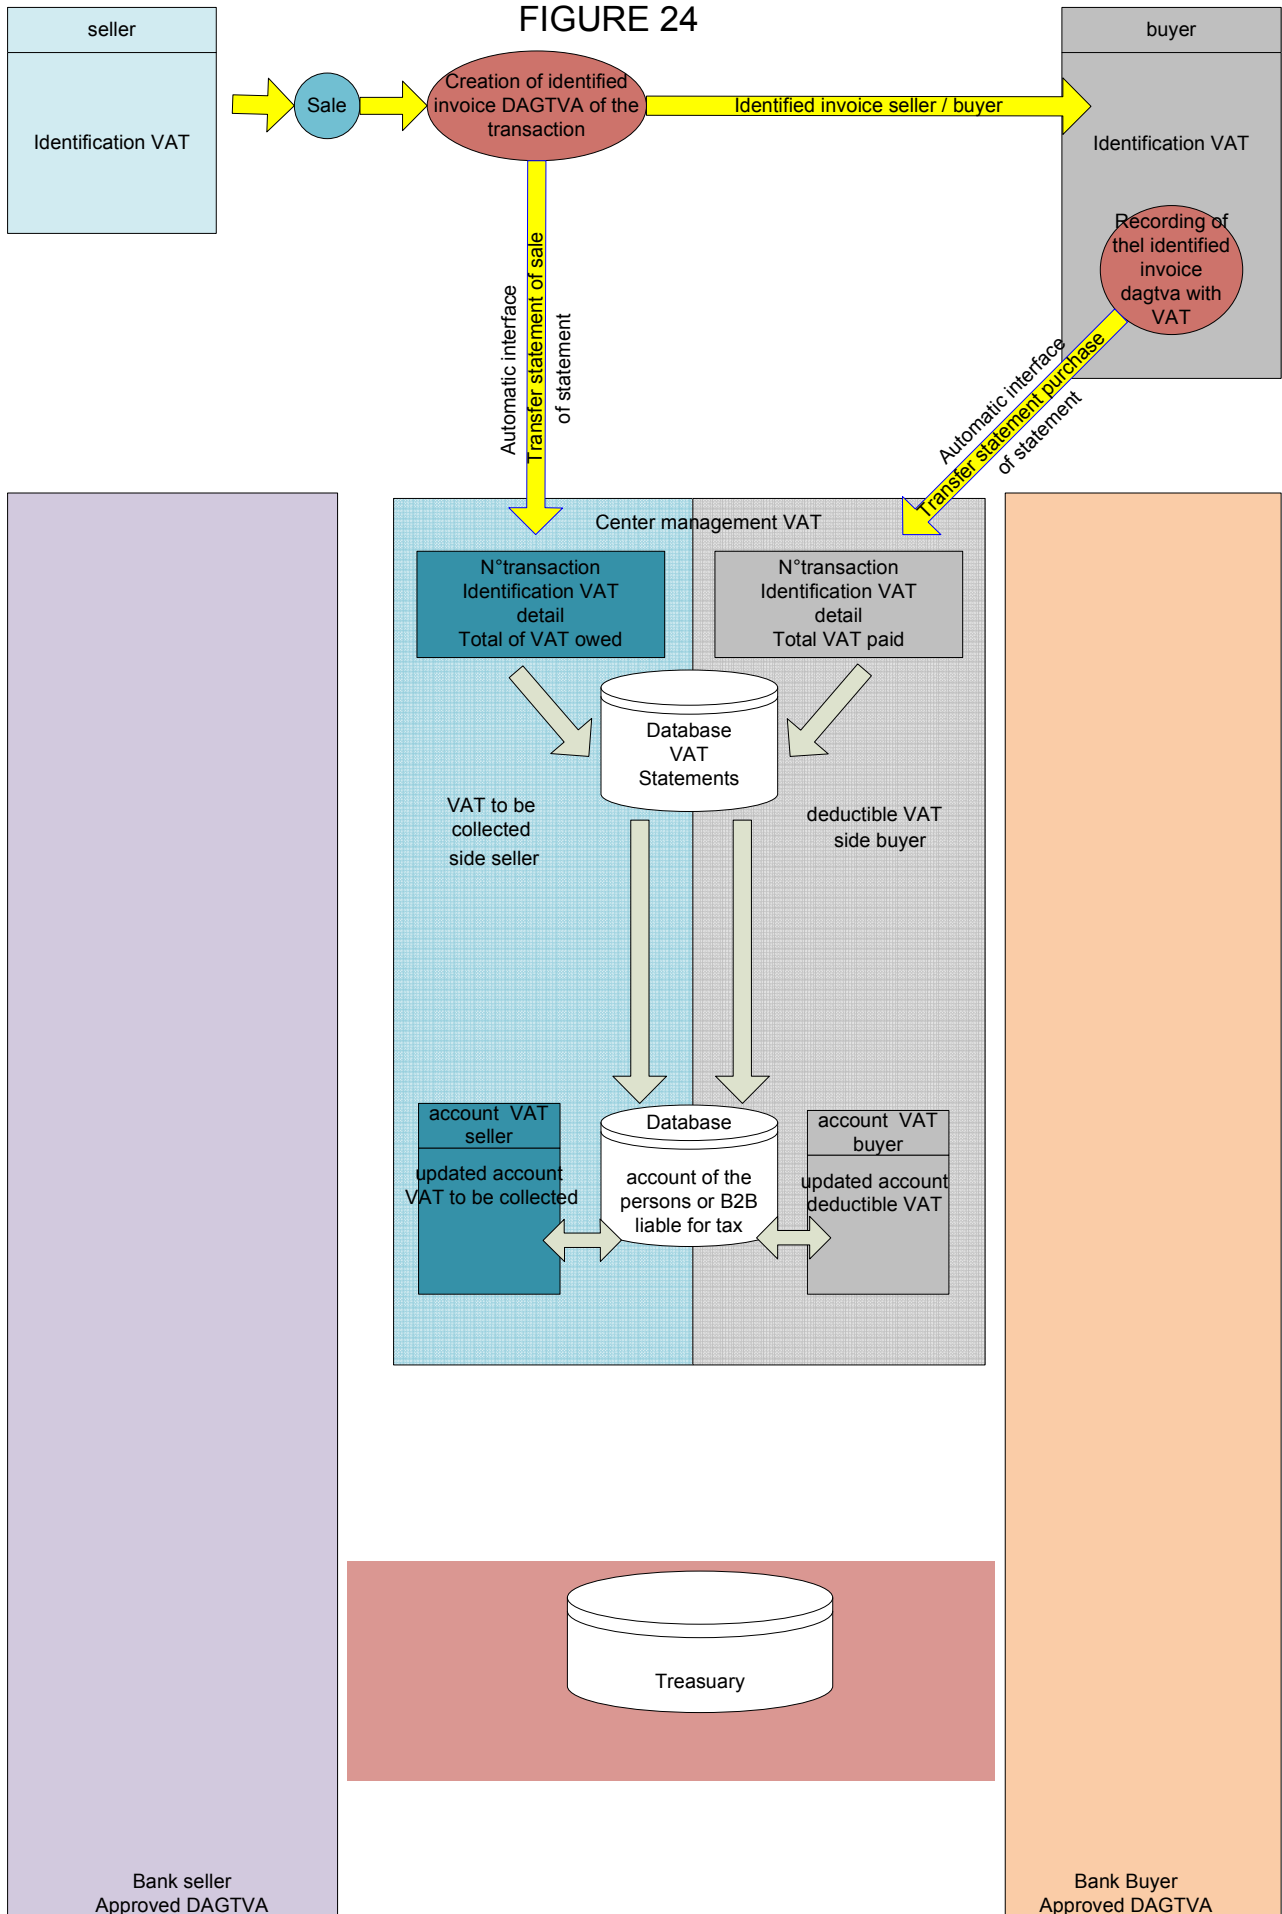 FIGURE 24
seller
Identification VAT
Sale
Creation of identified
invoice DAGTVA of the
transaction
Identified invoice seller / buyer
buyer
Identification VAT
Recording of
thel identified
invoice
dagtva with
VAT
Automatic interface
Transfer statement of sale
of statement
Automatic interface
Transfer statement purchase
of statement
Center management VAT
N°transaction
Identification VAT
detail
Total of VAT owed
N°transaction
Identification VAT
detail
Total VAT paid
Database
VAT
Statements
VAT to be
collected
side seller
deductible VAT
side buyer
account VAT
seller
updated account
VAT to be collected
Database
account of the
persons or B2B
liable for tax
account VAT
buyer
updated account
deductible VAT
Treasuary
Bank seller
Approved DAGTVA
Bank Buyer
Approved DAGTVA